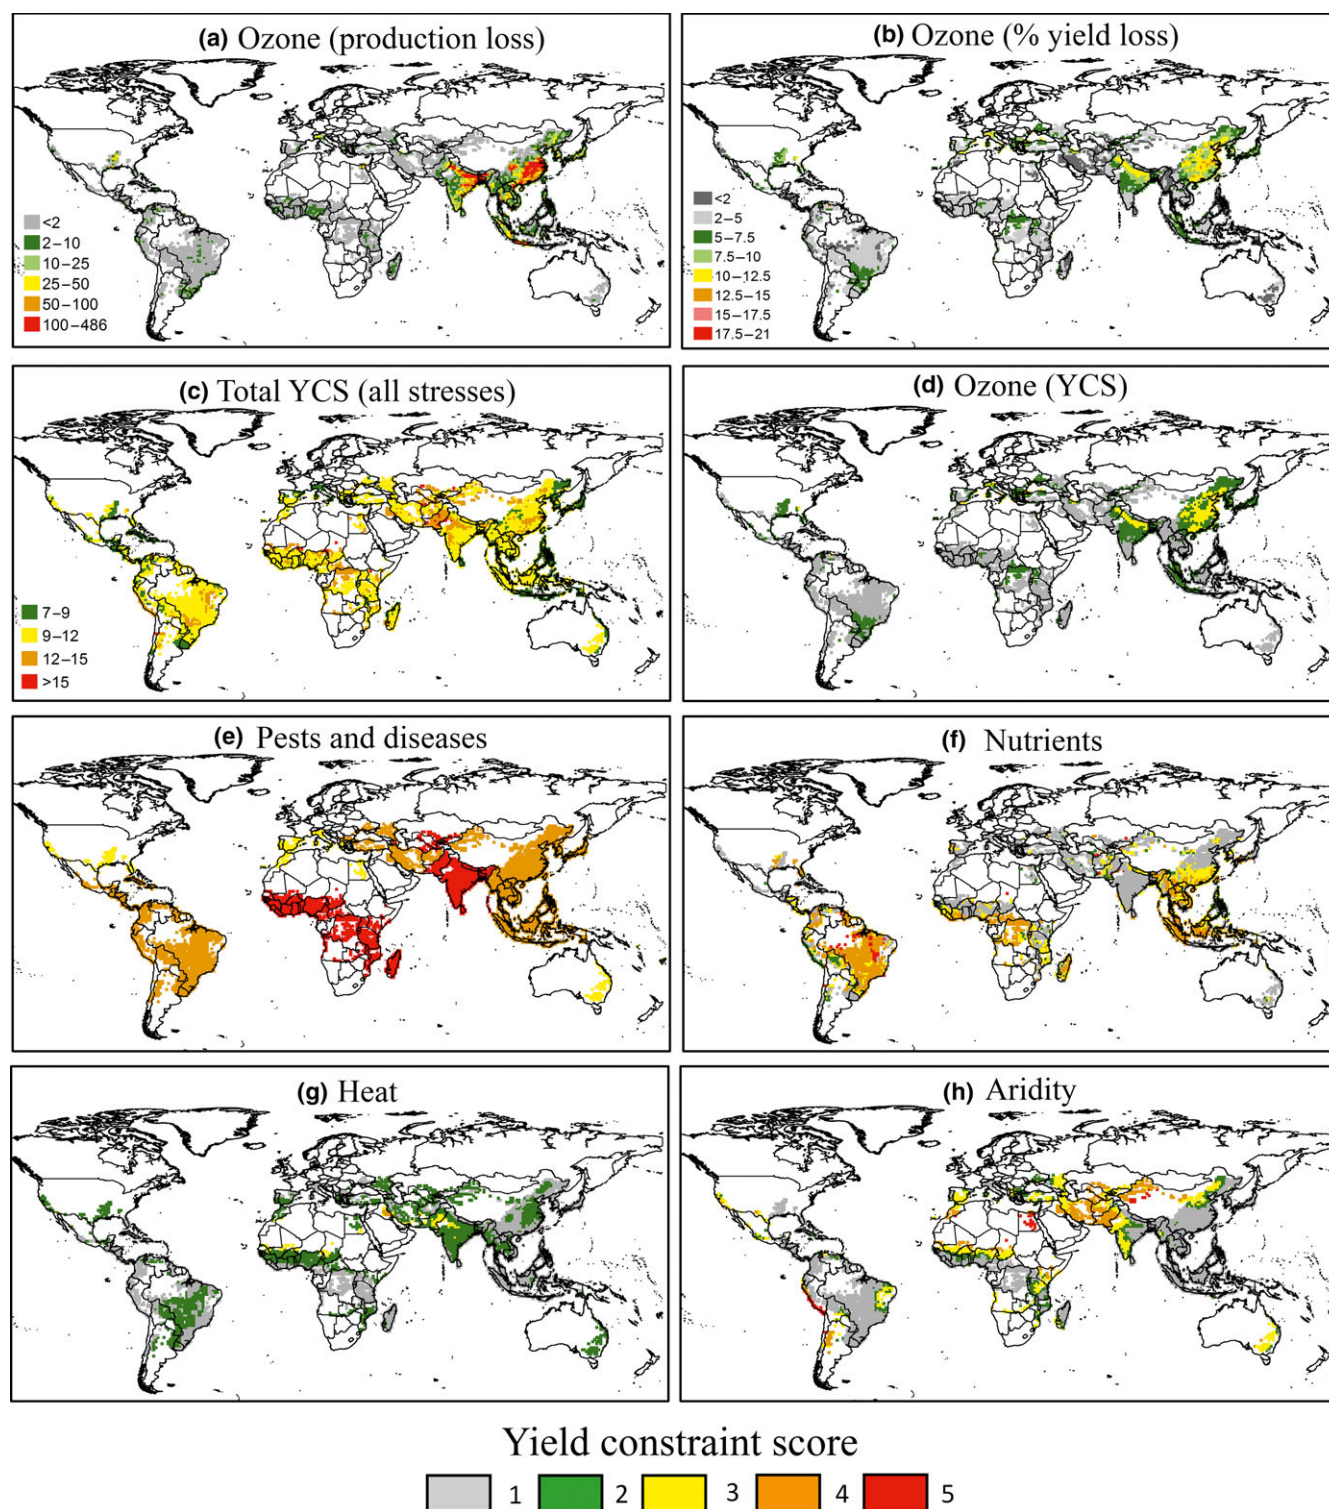 (a) Ozone (production loss)
<2
2–10
10–25
25–50
50–100
100–486
(b) Ozone (% yield loss)
<2
2–5
5–7.5
7.5–10
10–12.5
12.5–15
15–17.5
17.5–21
(c) Total YCS (all stresses)
7–9
9–12
12–15
>15
(d) Ozone (YCS)
(e) Pests and diseases
(f) Nutrients
(g) Heat
(h) Aridity
Yield constraint score
1 2 3 4 5